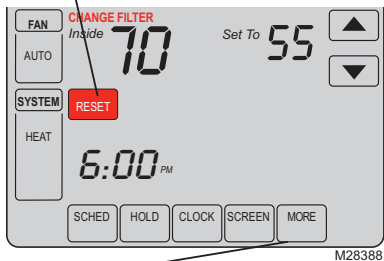 FAN
CHANGE FILTER
Inside 70 Set To 55
AUTO
SYSTEM
RESET
HEAT
6:00 PM
SCHED HOLD CLOCK SCREEN MORE
M28388